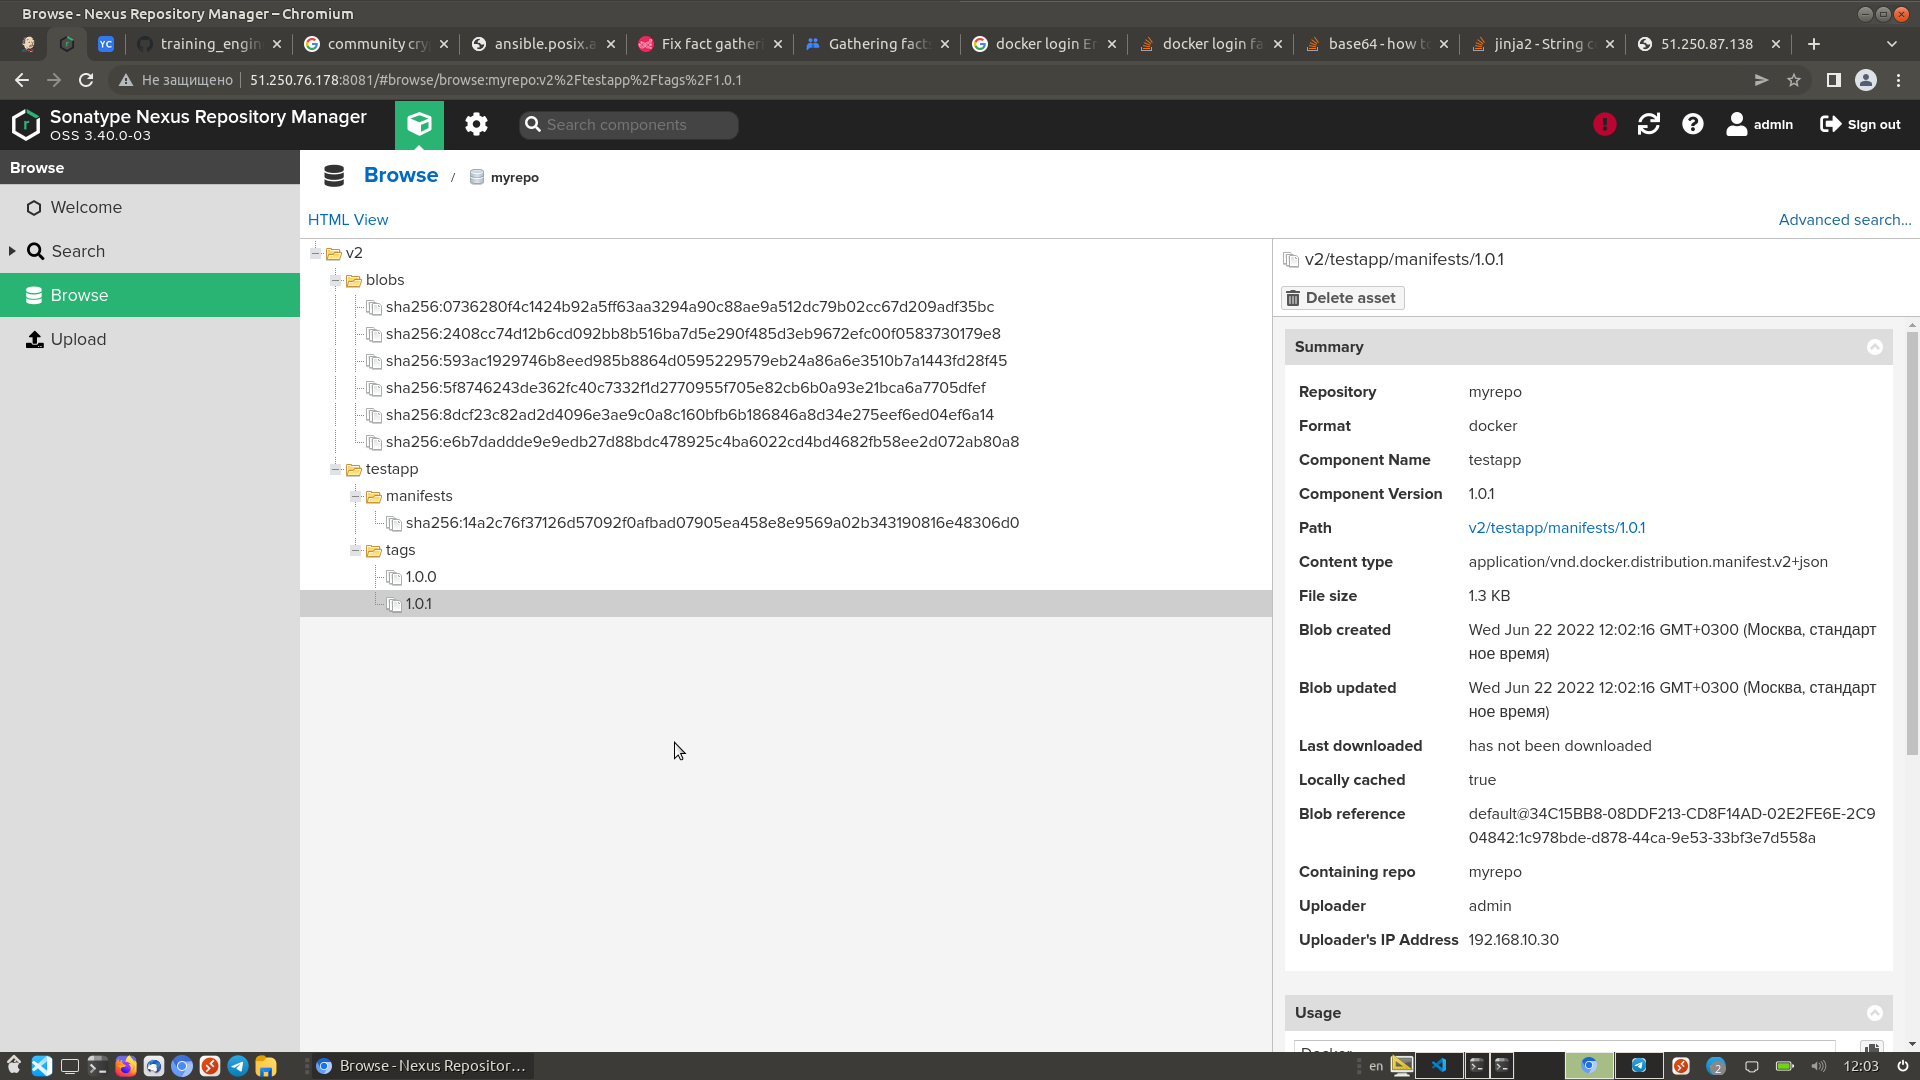 Browse - Nexus Repository Manager – Chromium
YC
training_engin
community cry
ansible.posix.a
Fix fact gatheri
Gathering facts
docker login Er
docker login fa
base64 - how to
jinja2 - String c
51.250.87.138
Не защищено
51.250.76.178:8081/#browse/browse:myrepo:v2%2Ftestapp%2Ftags%2F1.0.1
Sonatype Nexus Repository Manager
OSS 3.40.0-03
Search components
admin
Sign out
Browse
Welcome
Search
Browse
Upload
Browse / myrepo
HTML View
Advanced search...
v2
blobs
sha256:0736280f4c1424b92a5ff63aa3294a90c88ae9a512dc79b02cc67d209adf35bc
sha256:2408cc74d12b6cd092bb8b516ba7d5e290f485d3eb9672efc00f0583730179e8
sha256:593ac1929746b8eed985b8864d0595229579eb24a86a6e3510b7a1443fd28f45
sha256:5f8746243de362fc40c7332f1d2770955f705e82cb6b0a93e21bca6a7705dfef
sha256:8dcf23c82ad2d4096e3ae9c0a8c160bfb6b186846a8d34e275eef6ed04ef6a14
sha256:e6b7daddde9e9edb27d88bdc478925c4ba6022cd4bd4682fb58ee2d072ab80a8
testapp
manifests
sha256:14a2c76f37126d57092f0afbad07905ea458e8e9569a02b343190816e48306d0
tags
1.0.0
1.0.1
v2/testapp/manifests/1.0.1
Delete asset
Summary
Repository myrepo
Format docker
Component Name testapp
Component Version 1.0.1
Path v2/testapp/manifests/1.0.1
Content type application/vnd.docker.distribution.manifest.v2+json
File size 1.3 KB
Blob created Wed Jun 22 2022 12:02:16 GMT+0300 (Москва, стандарт
ное время)
Blob updated Wed Jun 22 2022 12:02:16 GMT+0300 (Москва, стандарт
ное время)
Last downloaded has not been downloaded
Locally cached true
Blob reference default@34C15BB8-08DDF213-CD8F14AD-02E2FE6E-2C9
04842:1c978bde-d878-44ca-9e53-33bf3e7d558a
Containing repo myrepo
Uploader admin
Uploader's IP Address 192.168.10.30
Usage
Docker
Browse - Nexus Repositor...
en
2
12:03